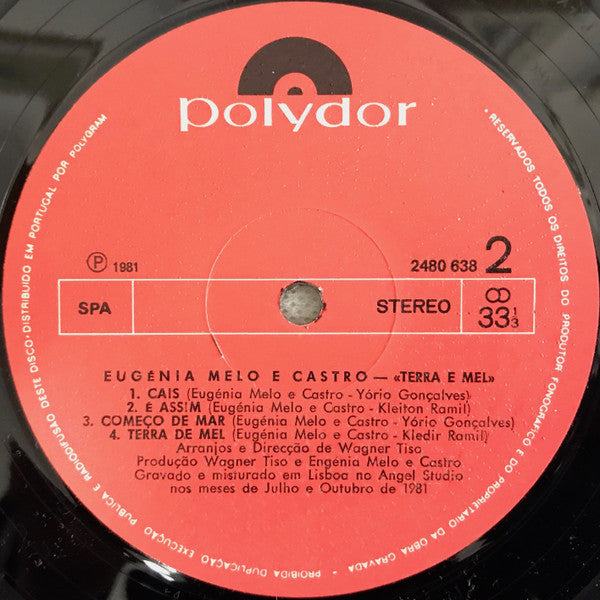 polydor
RESERVADOS TODOS OS DIREITOS DO PRODUTOR FONOGRÁFICO E DO PROPRIETÁRIO DA OBRA GRAVADA • PROIBIDA DUPLICAÇÃO, EXECUÇÃO PÚBLICA E RADIODIFUSÃO DESTE DISCO • DISTRIBUÍDO EM PORTUGAL POR POLYGRAM •
Ⓟ 1981
2480 638 2
SPA
STEREO
33 1/3
EUGÉNIA MELO E CASTRO — «TERRA E MEL»
1. CAIS (Eugénia Melo e Castro - Yório Gonçalves)
2. É ASSIM (Eugénia Melo e Castro - Kleiton Ramil)
3. COMEÇO DE MAR (Eugénia Melo e Castro - Yório Gonçalves)
4. TERRA DE MEL (Eugénia Melo e Castro - Kledir Ramil)
Arranjos e Direcção de Wagner Tiso
Produção Wagner Tiso e Engénia Melo e Castro
Gravado e misturado em Lisboa no Angel Studio
nos meses de Julho e Outubro de 1981